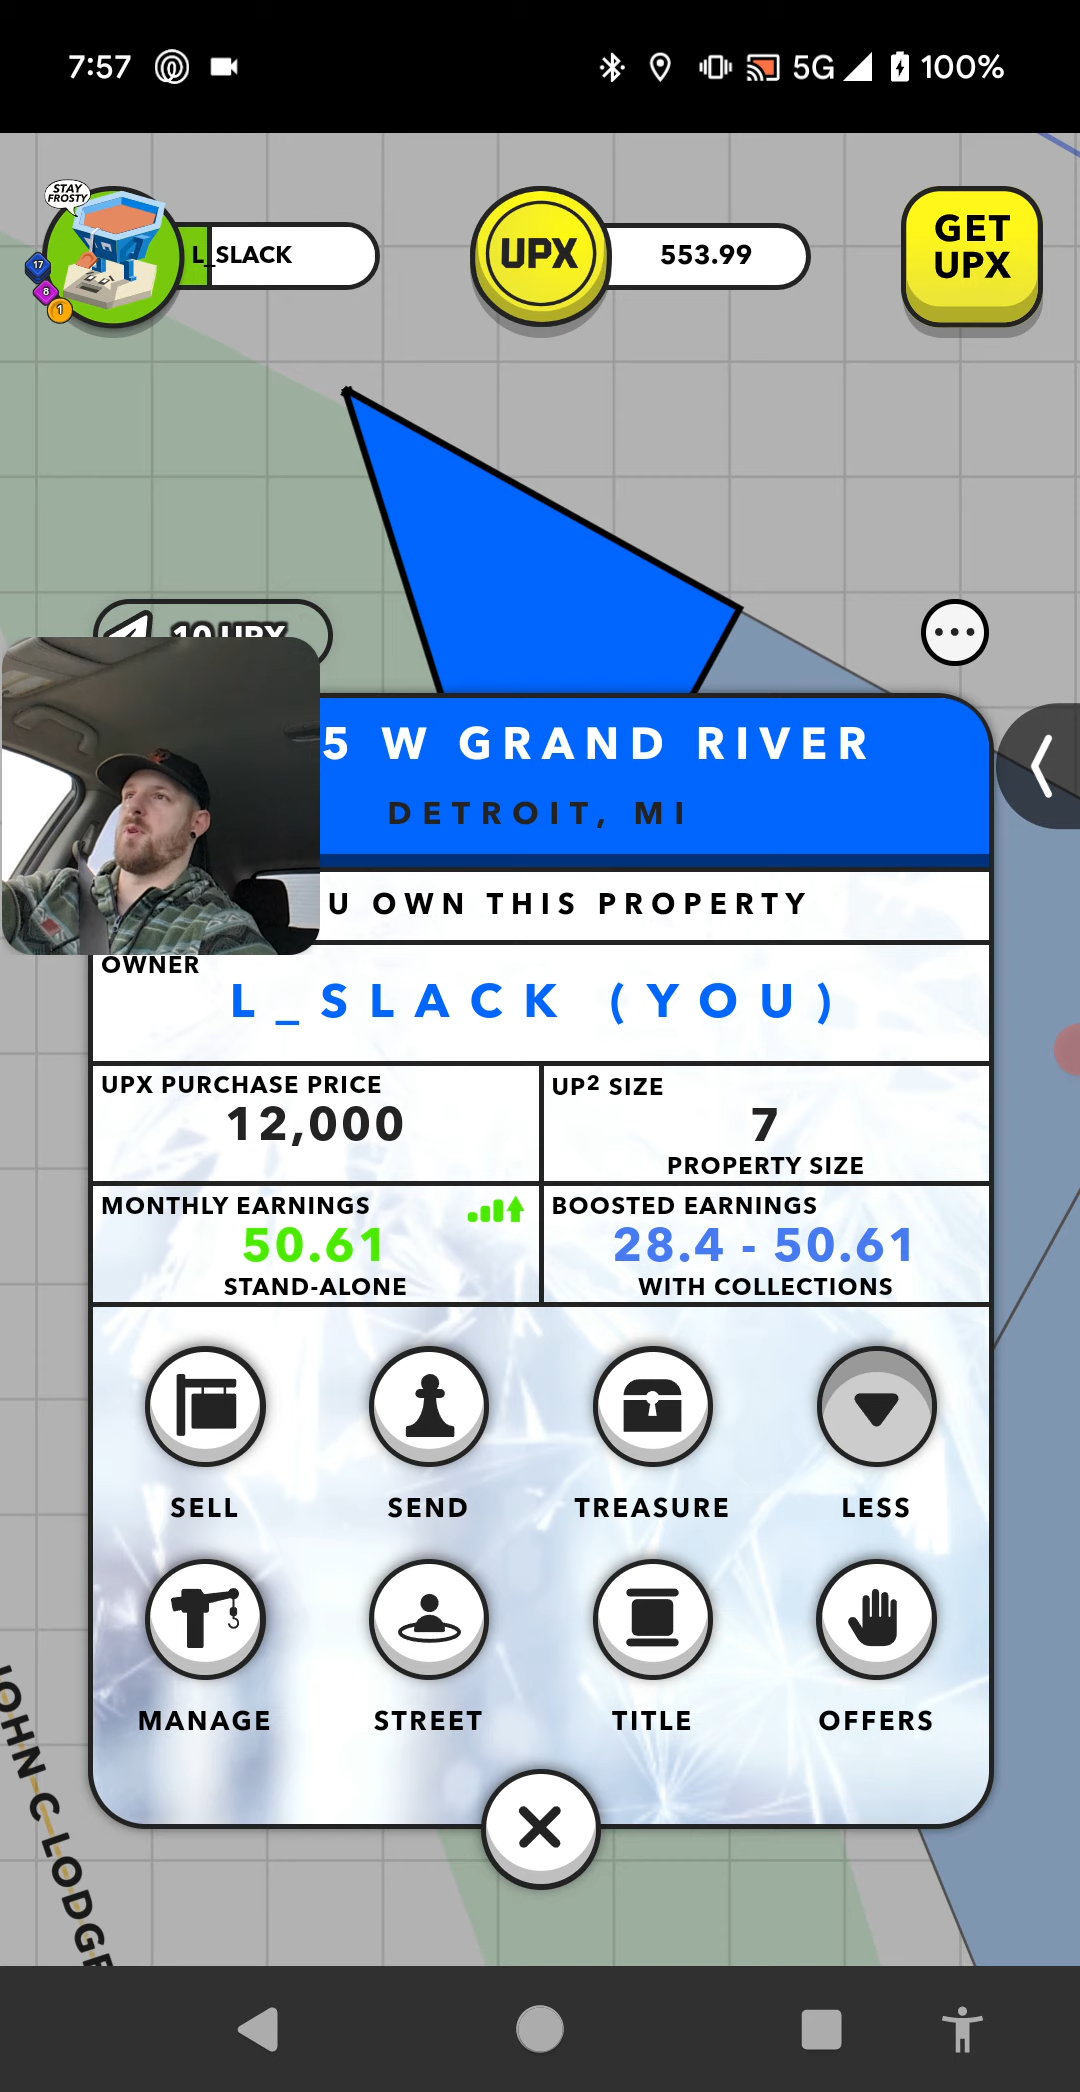 7:57
5G 100%
STAY
FROSTY
17
8
1
L_SLACK
UPX
553.99
GET
UPX
10 UPX
5 W GRAND RIVER
DETROIT, MI
U OWN THIS PROPERTY
OWNER
L_SLACK (YOU)
UPX PURCHASE PRICE
12,000
UP² SIZE
7
PROPERTY SIZE
MONTHLY EARNINGS
50.61
STAND-ALONE
BOOSTED EARNINGS
28.4 - 50.61
WITH COLLECTIONS
SELL
SEND
TREASURE
LESS
MANAGE
STREET
TITLE
OFFERS
JOHN C LODGE